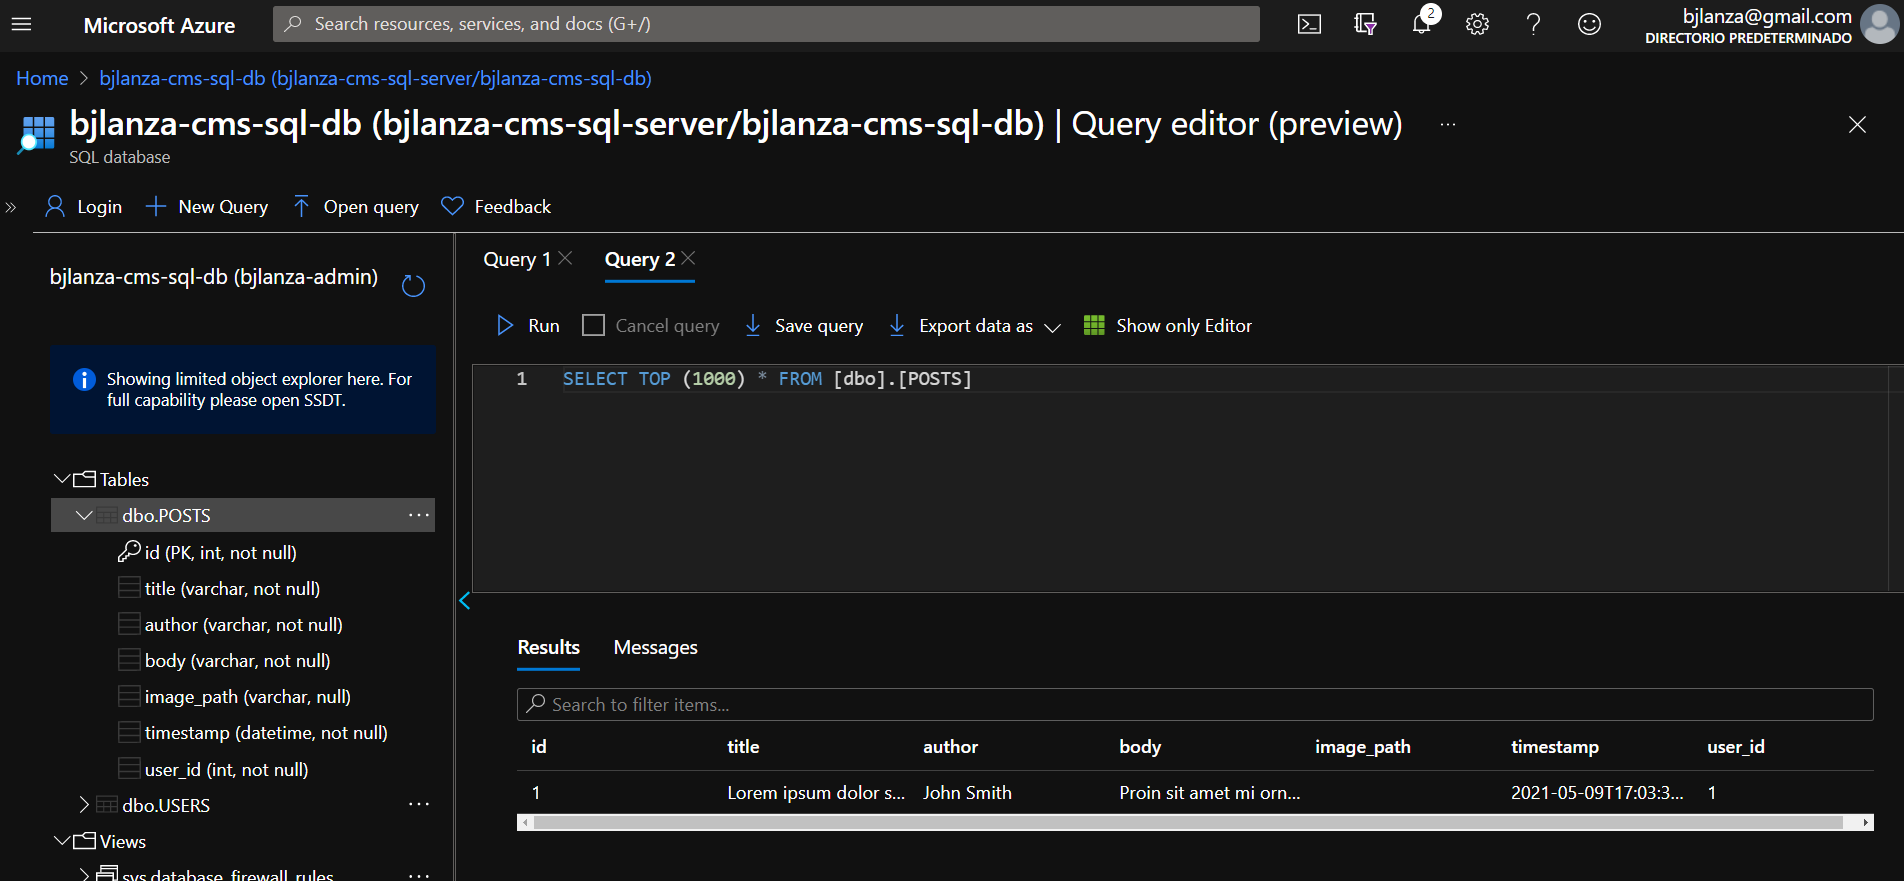 Microsoft Azure
Search resources, services, and docs (G+/)
2
bjlanza@gmail.com
DIRECTORIO PREDETERMINADO
Home > bjlanza-cms-sql-db (bjlanza-cms-sql-server/bjlanza-cms-sql-db)
bjlanza-cms-sql-db (bjlanza-cms-sql-server/bjlanza-cms-sql-db) | Query editor (preview) ...
SQL database
» Login New Query Open query Feedback
bjlanza-cms-sql-db (bjlanza-admin)
Showing limited object explorer here. For
full capability please open SSDT.
Tables
dbo.POSTS ...
id (PK, int, not null)
title (varchar, not null)
author (varchar, not null)
body (varchar, not null)
image_path (varchar, null)
timestamp (datetime, not null)
user_id (int, not null)
dbo.USERS ...
Views
sys.database_firewall_rules ...
Query 1 Query 2
Run Cancel query Save query Export data as Show only Editor
1 SELECT TOP (1000) * FROM [dbo].[POSTS]
Results Messages
Search to filter items...
id title author body image_path timestamp user_id
1 Lorem ipsum dolor s... John Smith Proin sit amet mi orn... 2021-05-09T17:03:3... 1